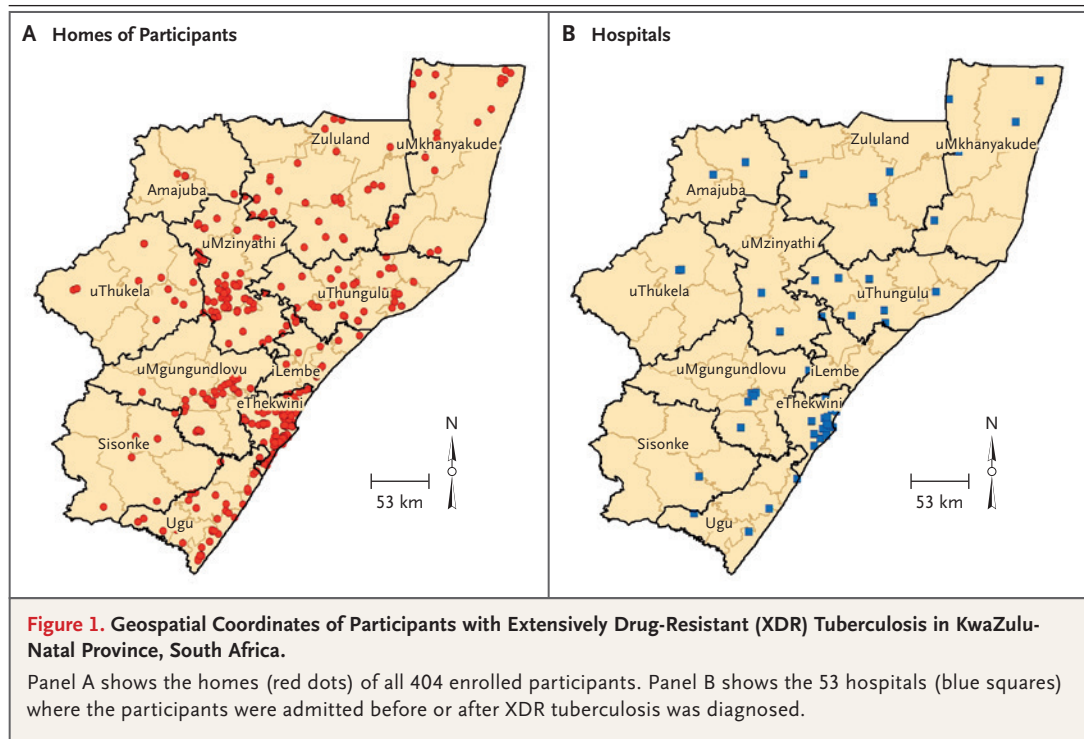 A Homes of Participants
Zululand
uMkhanyakude
Amajuba
uMzinyathi
uThukela
uThungulu
uMgungundlovu
iLembe
eThekwini
Sisonke
Ugu
N
53 km
B Hospitals
Zululand
uMkhanyakude
Amajuba
uMzinyathi
uThukela
uThungulu
uMgungundlovu
iLembe
eThekwini
Sisonke
Ugu
N
53 km
Figure 1. Geospatial Coordinates of Participants with Extensively Drug-Resistant (XDR) Tuberculosis in KwaZulu-
Natal Province, South Africa.
Panel A shows the homes (red dots) of all 404 enrolled participants. Panel B shows the 53 hospitals (blue squares)
where the participants were admitted before or after XDR tuberculosis was diagnosed.